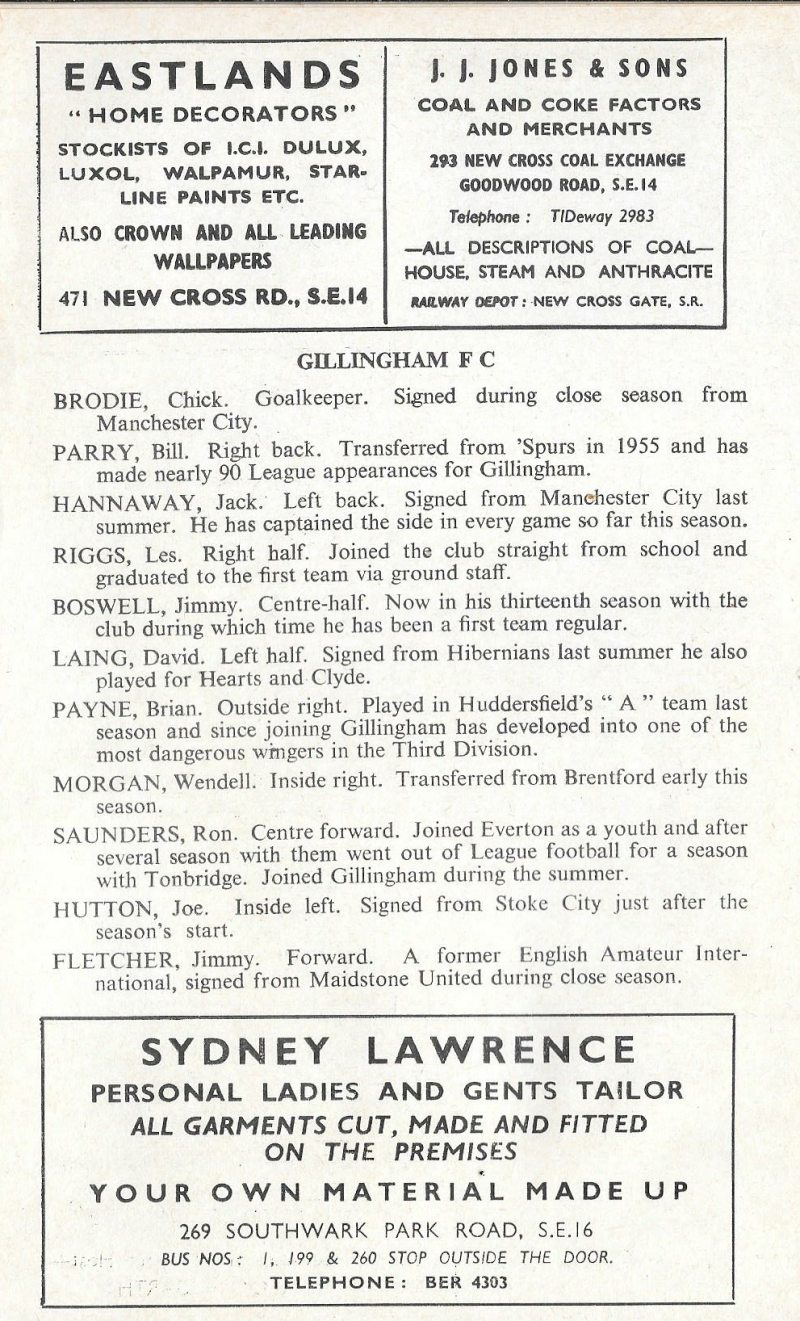 EASTLANDS
“ HOME DECORATORS ”
STOCKISTS OF I.C.I. DULUX,
LUXOL, WALPAMUR, STAR-
LINE PAINTS ETC.
ALSO CROWN AND ALL LEADING
WALLPAPERS
471 NEW CROSS RD., S.E.14
J. J. JONES & SONS
COAL AND COKE FACTORS
AND MERCHANTS
293 NEW CROSS COAL EXCHANGE
GOODWOOD ROAD, S.E.14
Telephone : TIDeway 2983
—ALL DESCRIPTIONS OF COAL—
HOUSE, STEAM AND ANTHRACITE
RAILWAY DEPOT : NEW CROSS GATE, S.R.
GILLINGHAM F C
BRODIE, Chick. Goalkeeper. Signed during close season from
Manchester City.
PARRY, Bill. Right back. Transferred from ’Spurs in 1955 and has
made nearly 90 League appearances for Gillingham.
HANNAWAY, Jack. Left back. Signed from Manchester City last
summer. He has captained the side in every game so far this season.
RIGGS, Les. Right half. Joined the club straight from school and
graduated to the first team via ground staff.
BOSWELL, Jimmy. Centre-half. Now in his thirteenth season with the
club during which time he has been a first team regular.
LAING, David. Left half. Signed from Hibernians last summer he also
played for Hearts and Clyde.
PAYNE, Brian. Outside right. Played in Huddersfield’s “ A ” team last
season and since joining Gillingham has developed into one of the
most dangerous wingers in the Third Division.
MORGAN, Wendell. Inside right. Transferred from Brentford early this
season.
SAUNDERS, Ron. Centre forward. Joined Everton as a youth and after
several season with them went out of League football for a season
with Tonbridge. Joined Gillingham during the summer.
HUTTON, Joe. Inside left. Signed from Stoke City just after the
season’s start.
FLETCHER, Jimmy. Forward. A former English Amateur Inter-
national, signed from Maidstone United during close season.
SYDNEY LAWRENCE
PERSONAL LADIES AND GENTS TAILOR
ALL GARMENTS CUT, MADE AND FITTED
ON THE PREMISES
YOUR OWN MATERIAL MADE UP
269 SOUTHWARK PARK ROAD, S.E.16
BUS NOS : 1, 199 & 260 STOP OUTSIDE THE DOOR.
TELEPHONE : BER 4303